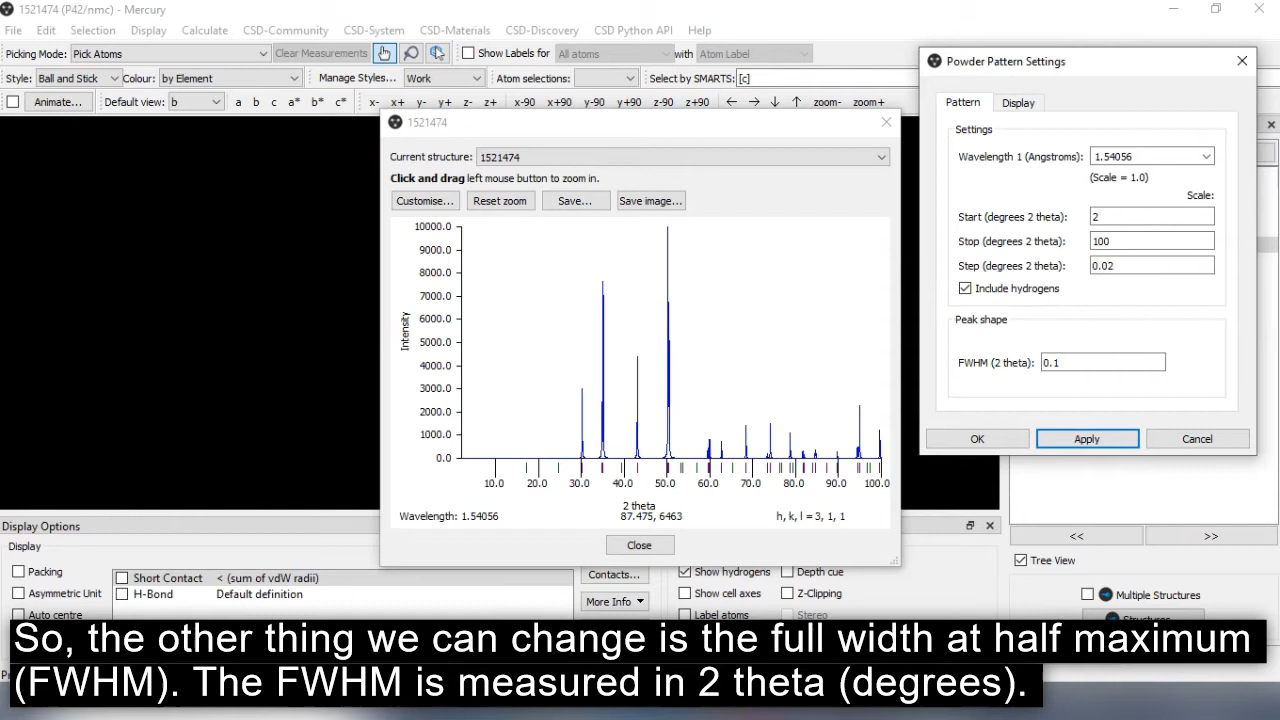 1521474 (P42/nmc) - Mercury
File Edit Selection Display Calculate CSD-Community CSD-System CSD-Materials CSD-Discovery CSD Python API Help
Picking Mode: Pick Atoms Clear Measurements Show Labels for All atoms with Atom Label
Style: Ball and Stick Colour: by Element Manage Styles... Work Atom selections: Select by SMARTS: [c]
Animate... Default view: b a b c a* b* c* x- x+ y- y+ z- z+ x-90 x+90 y-90 y+90 z-90 z+90 ← → ↓ ↑ zoom- zoom+
1521474
Current structure: 1521474
Click and drag left mouse button to zoom in.
Customise... Reset zoom Save... Save image...
10000.0
9000.0
8000.0
7000.0
6000.0
5000.0
4000.0
3000.0
2000.0
1000.0
0.0
Intensity
10.0 20.0 30.0 40.0 50.0 60.0 70.0 80.0 90.0 100.0
2 theta
Wavelength: 1.54056 87.475, 6463 h, k, l = 3, 1, 1
Close
Powder Pattern Settings
Pattern Display
Settings
Wavelength 1 (Angstroms): 1.54056
(Scale = 1.0)
Scale:
Start (degrees 2 theta): 2
Stop (degrees 2 theta): 100
Step (degrees 2 theta): 0.02
Include hydrogens
Peak shape
FWHM (2 theta): 0.1
OK Apply Cancel
<< >>
Tree View
Multiple Structures
Display Options
Display
Packing Short Contact < (sum of vdW radii) Contacts... Show hydrogens Depth cue
Asymmetric Unit H-Bond Default definition More Info Show cell axes Z-Clipping
Auto centre Label atoms Stereo
So, the other thing we can change is the full width at half maximum
(FWHM). The FWHM is measured in 2 theta (degrees).